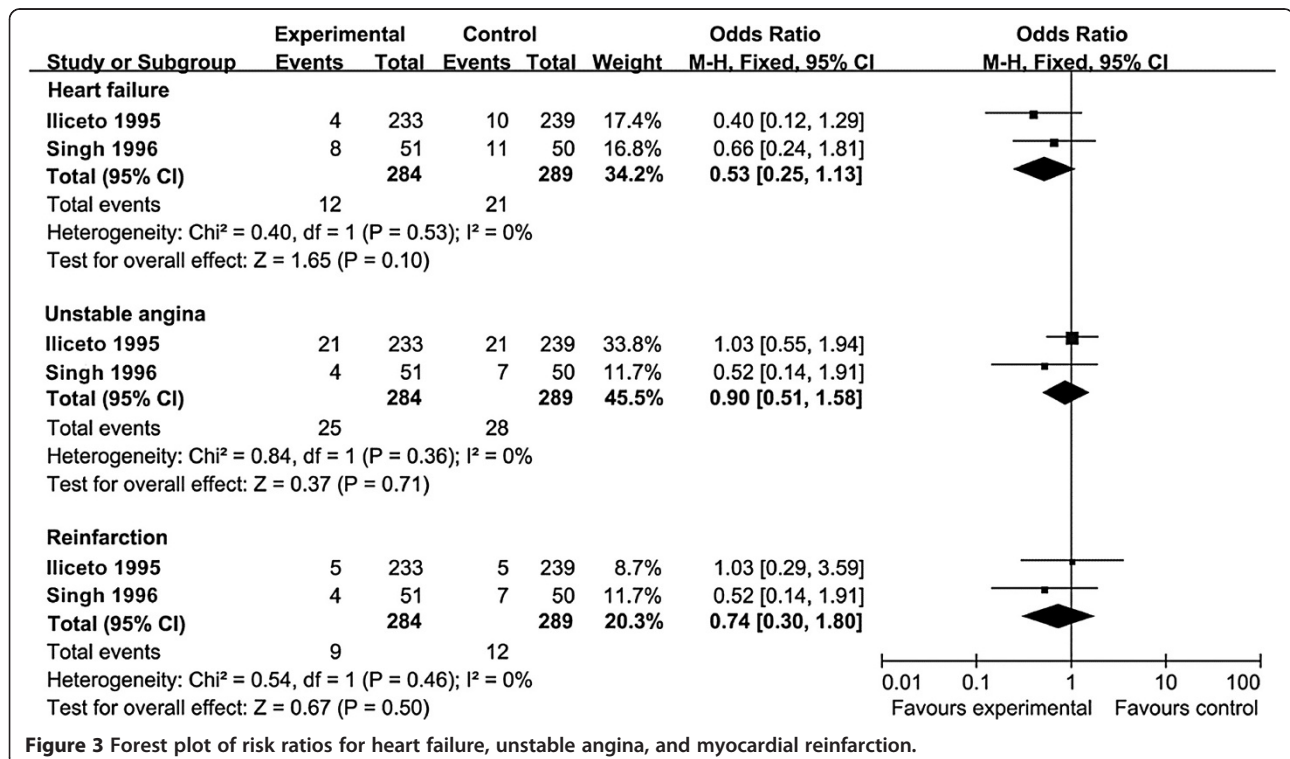 Experimental Control Odds Ratio Odds Ratio
Study or Subgroup Events Total Events Total Weight M-H, Fixed, 95% CI M-H, Fixed, 95% CI
Heart failure
Iliceto 1995 4 233 10 239 17.4% 0.40 [0.12, 1.29]
Singh 1996 8 51 11 50 16.8% 0.66 [0.24, 1.81]
Total (95% CI) 284 289 34.2% 0.53 [0.25, 1.13]
Total events 12 21
Heterogeneity: Chi² = 0.40, df = 1 (P = 0.53); I² = 0%
Test for overall effect: Z = 1.65 (P = 0.10)
Unstable angina
Iliceto 1995 21 233 21 239 33.8% 1.03 [0.55, 1.94]
Singh 1996 4 51 7 50 11.7% 0.52 [0.14, 1.91]
Total (95% CI) 284 289 45.5% 0.90 [0.51, 1.58]
Total events 25 28
Heterogeneity: Chi² = 0.84, df = 1 (P = 0.36); I² = 0%
Test for overall effect: Z = 0.37 (P = 0.71)
Reinfarction
Iliceto 1995 5 233 5 239 8.7% 1.03 [0.29, 3.59]
Singh 1996 4 51 7 50 11.7% 0.52 [0.14, 1.91]
Total (95% CI) 284 289 20.3% 0.74 [0.30, 1.80]
Total events 9 12
Heterogeneity: Chi² = 0.54, df = 1 (P = 0.46); I² = 0%
Test for overall effect: Z = 0.67 (P = 0.50)
0.01 0.1 1 10 100
Favours experimental Favours control
Figure 3 Forest plot of risk ratios for heart failure, unstable angina, and myocardial reinfarction.